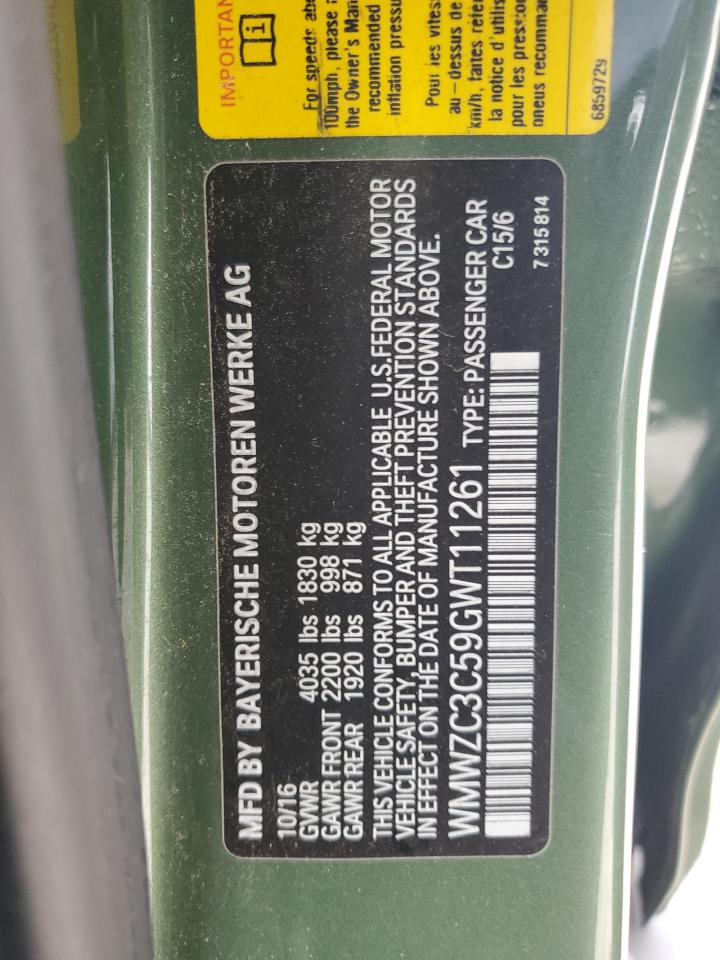 IMPORTAN
For speeds
100mph, please
the Owner's Man
recommended
inflation pressu
Pour les vites
au-dessus de
km/h, faites réfé
la notice d'utilis
pour les pression
pneus recomman
6859729
MFD BY BAYERISCHE MOTOREN WERKE AG
10/16
GVWR 4035 lbs 1830 kg
GAWR FRONT 2200 lbs 998 kg
GAWR REAR 1920 lbs 871 kg
THIS VEHICLE CONFORMS TO ALL APPLICABLE U.S.FEDERAL MOTOR
VEHICLE SAFETY, BUMPER AND THEFT PREVENTION STANDARDS
IN EFFECT ON THE DATE OF MANUFACTURE SHOWN ABOVE.
WMWZC3C59GWT11261 TYPE: PASSENGER CAR
C15/6
7 315 814